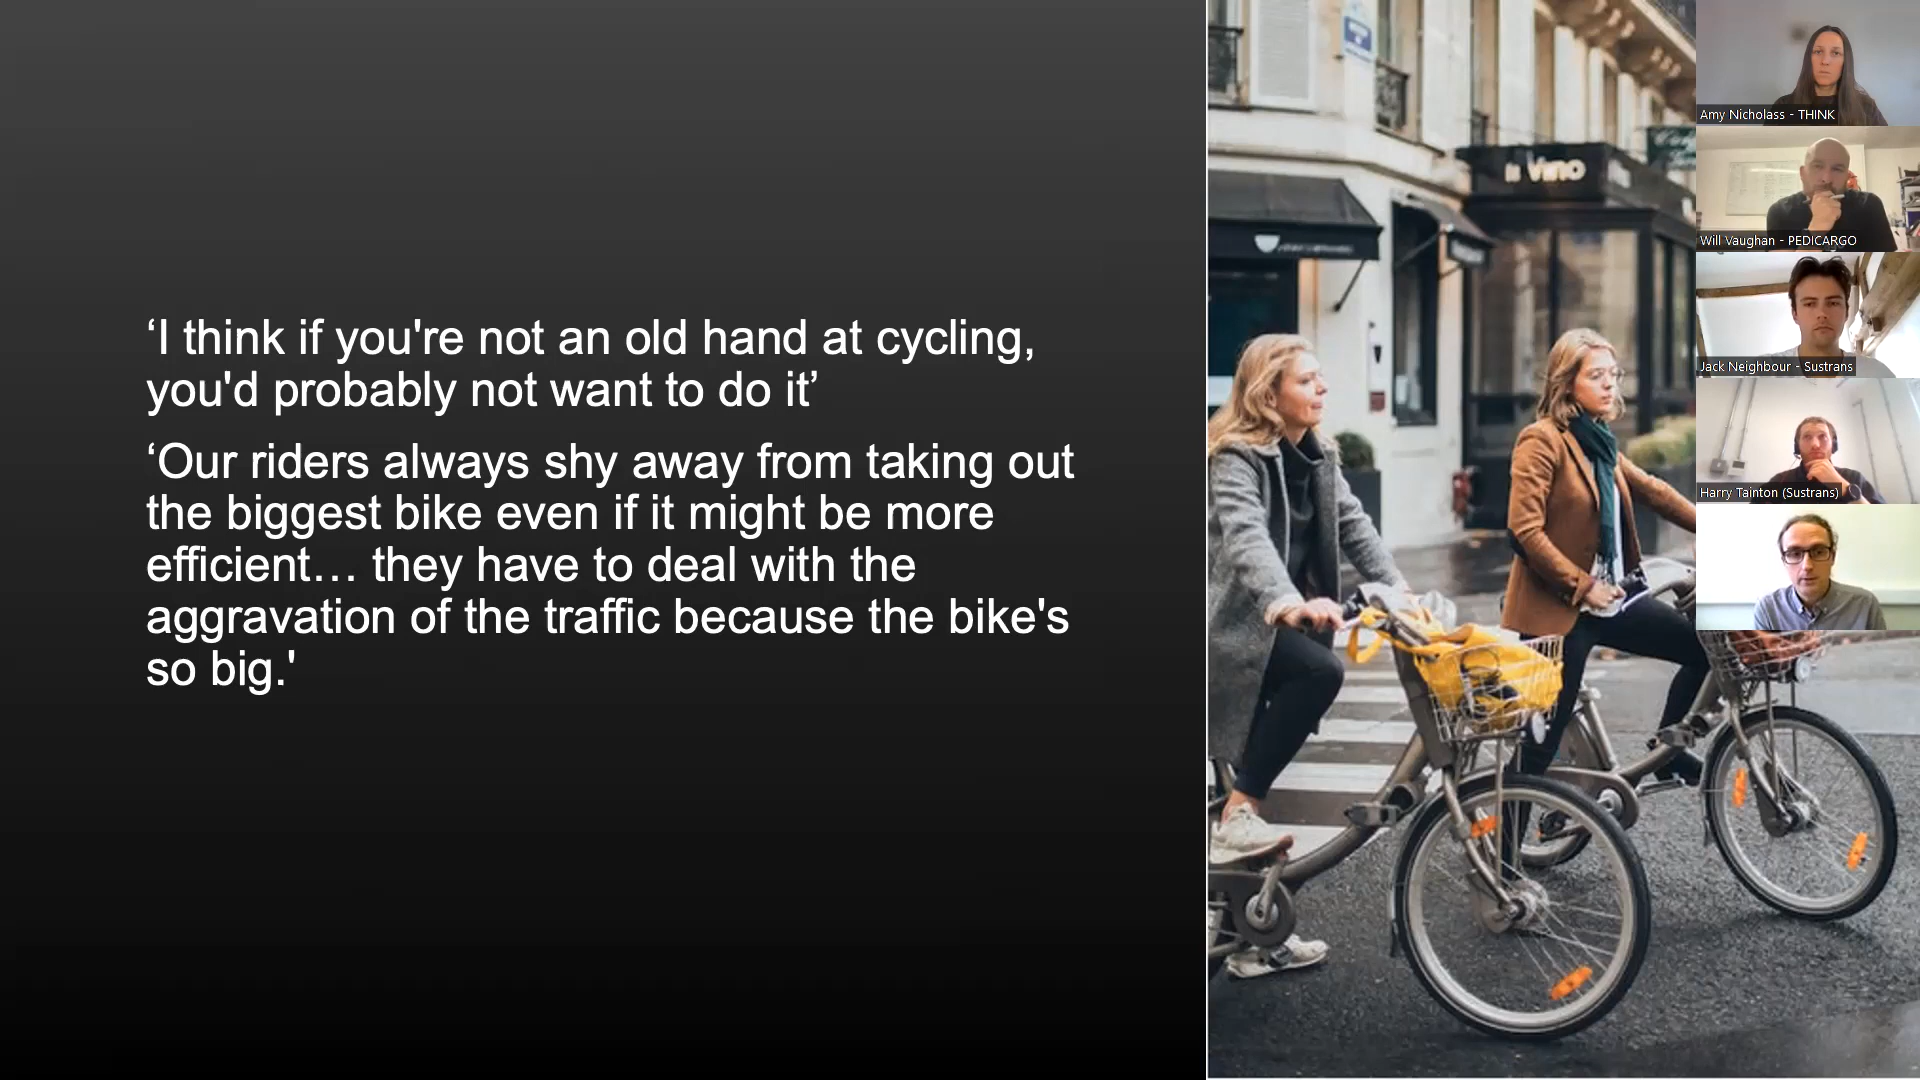 ‘I think if you're not an old hand at cycling,
you'd probably not want to do it’
‘Our riders always shy away from taking out
the biggest bike even if it might be more
efficient… they have to deal with the
aggravation of the traffic because the bike's
so big.'
Vino
Amy Nicholass - THINK
Will Vaughan - PEDICARGO
Jack Neighbour - Sustrans
Harry Tainton (Sustrans)